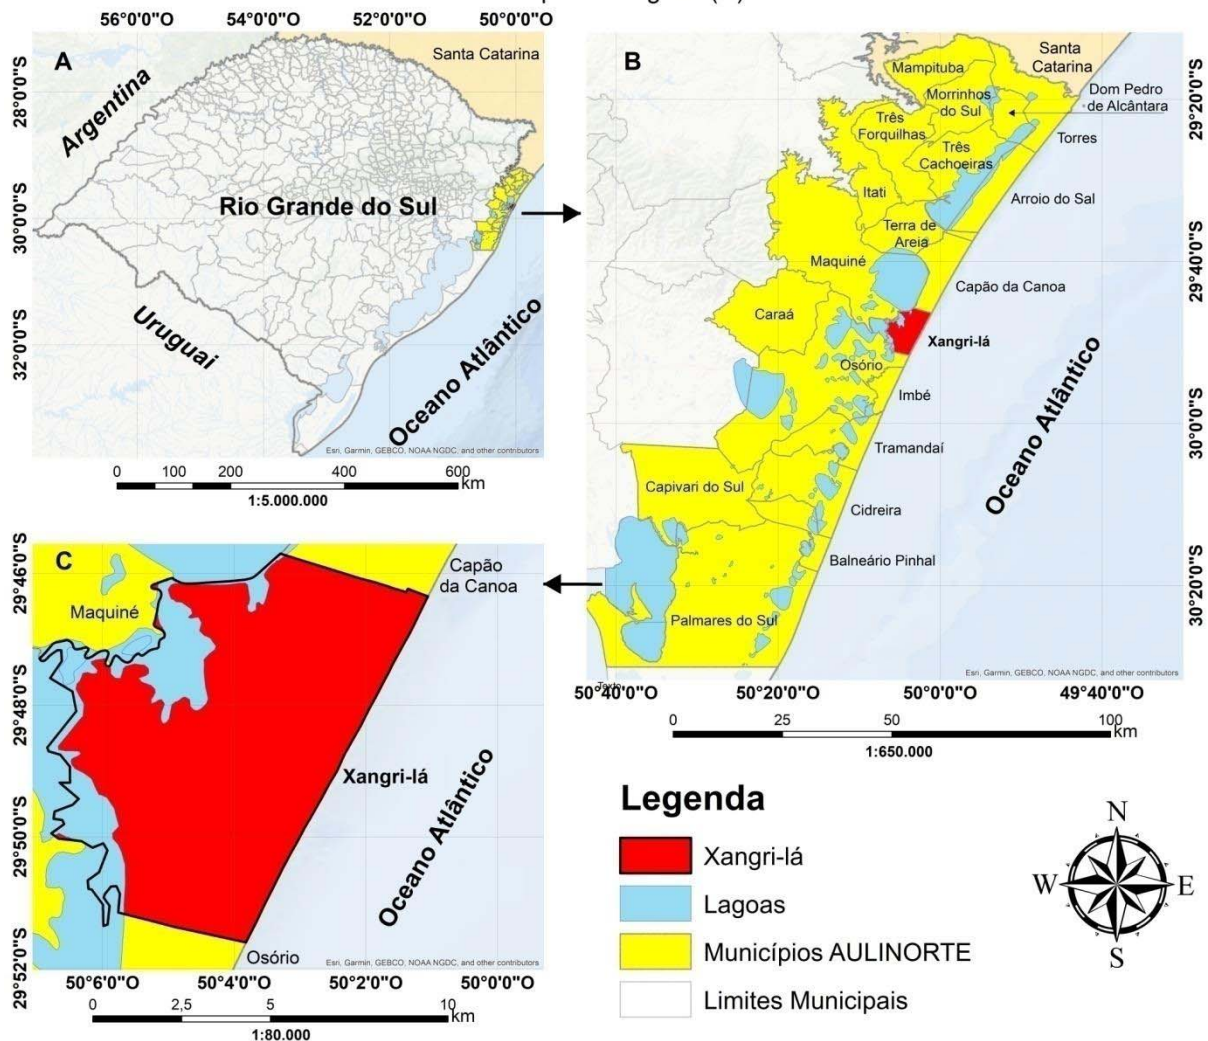 56°0'0"O
54°0'0"O
52°0'0"O
50°0'0"O
A
Santa Catarina
Argentina
28°0'0"S
Rio Grande do Sul
30°0'0"S
Uruguai
32°0'0"S
Oceano Atlântico
Esri, Garmin, GEBCO, NOAA NGDC, and other contributors
0 100 200 400 600
km
1:5.000.000
B
Santa
Catarina
Mampituba
Morrinhos
do Sul
Dom Pedro
de Alcântara
29°20'0"S
Três
Forquilhas
Torres
Três
Cachoeiras
Itati
Arroio do Sal
Terra de
Areia
Maquiné
29°40'0"S
Capão da Canoa
Caraá
Xangri-lá
Osório
Imbé
30°0'0"S
Tramandaí
Capivari do Sul
Cidreira
Oceano Atlântico
Balneário Pinhal
30°20'0"S
Palmares do Sul
Esri, Garmin, GEBCO, NOAA NGDC, and other contributors
Texto
50°40'0"O
50°20'0"O
50°0'0"O
49°40'0"O
0 25 50 100
km
1:650.000
C
29°46'0"S
Capão
da Canoa
Maquiné
29°48'0"S
Xangri-lá
Oceano Atlântico
29°50'0"S
Osório
Esri, Garmin, GEBCO, NOAA NGDC, and other contributors
29°52'0"S
50°6'0"O
50°4'0"O
50°2'0"O
50°0'0"O
0 2,5 5 10
km
1:80.000
Legenda
Xangri-lá
Lagoas
Municípios AULINORTE
Limites Municipais
N
W
E
S